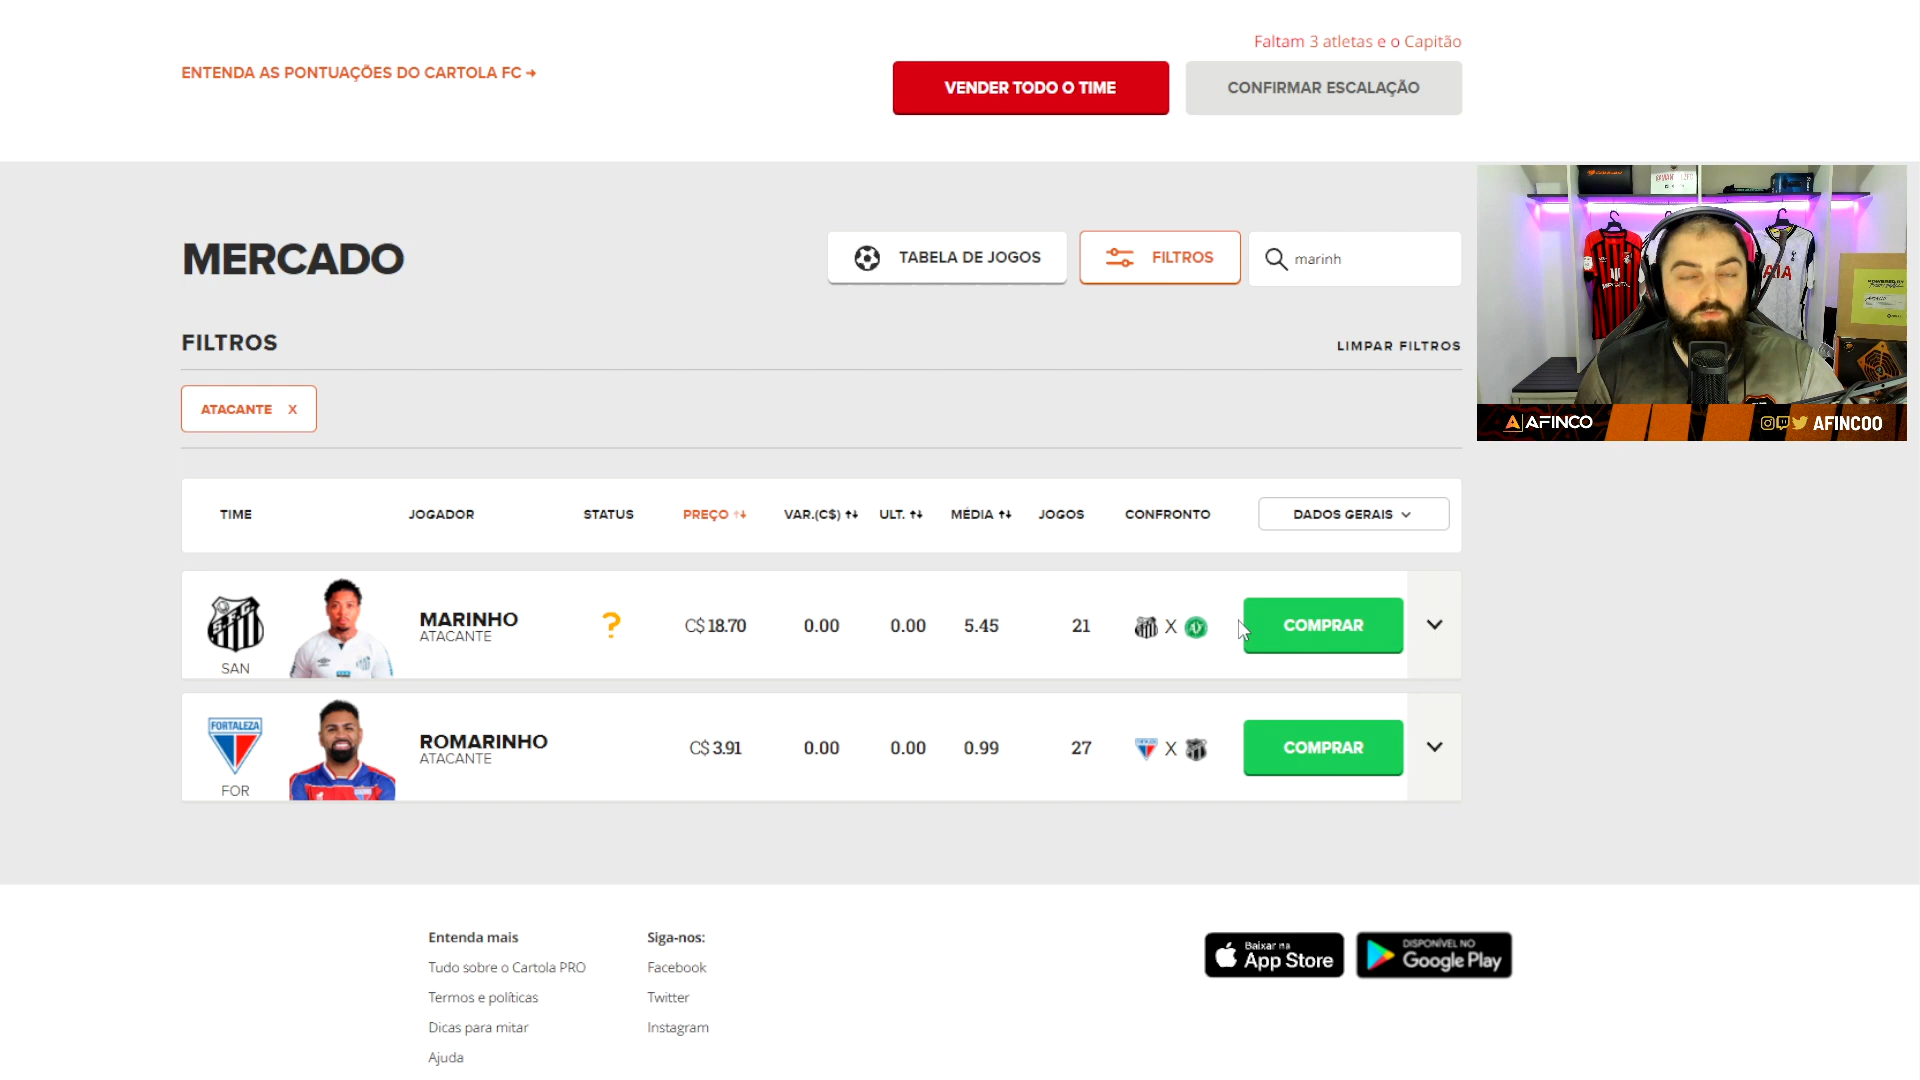 Faltam 3 atletas e o Capitão
ENTENDA AS PONTUAÇÕES DO CARTOLA FC →
VENDER TODO O TIME
CONFIRMAR ESCALAÇÃO
MERCADO
TABELA DE JOGOS
FILTROS
marinh
FILTROS
LIMPAR FILTROS
ATACANTE X
AFINCO
AFINCOO
TIME JOGADOR STATUS PREÇO VAR.(C$) ULT. MÉDIA JOGOS CONFRONTO DADOS GERAIS
MARINHO
ATACANTE
?
C$ 18.70 0.00 0.00 5.45 21 X COMPRAR
SAN
FORTALEZA
ROMARINHO
ATACANTE
C$ 3.91 0.00 0.00 0.99 27 X COMPRAR
FOR
Entenda mais
Tudo sobre o Cartola PRO
Termos e políticas
Dicas para mitar
Ajuda
Siga-nos:
Facebook
Twitter
Instagram
Baixar na
App Store
DISPONÍVEL NO
Google Play